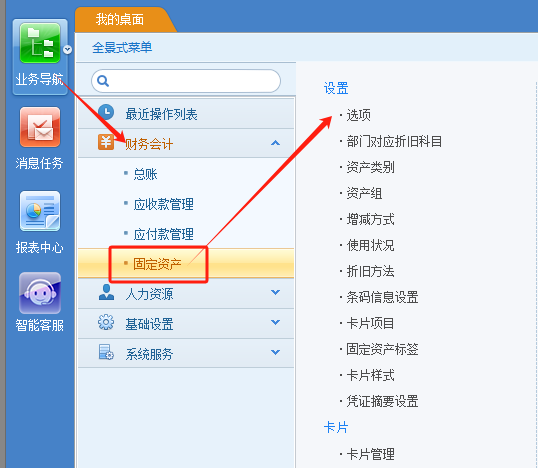 我的桌面
全景式菜单
业务导航
消息任务
报表中心
智能客服
最近操作列表
财务会计
总账
应收款管理
应付款管理
固定资产
人力资源
基础设置
系统服务
设置
· 选项
· 部门对应折旧科目
· 资产类别
· 资产组
· 增减方式
· 使用状况
· 折旧方法
· 条码信息设置
· 卡片项目
· 固定资产标签
· 卡片样式
· 凭证摘要设置
卡片
· 卡片管理